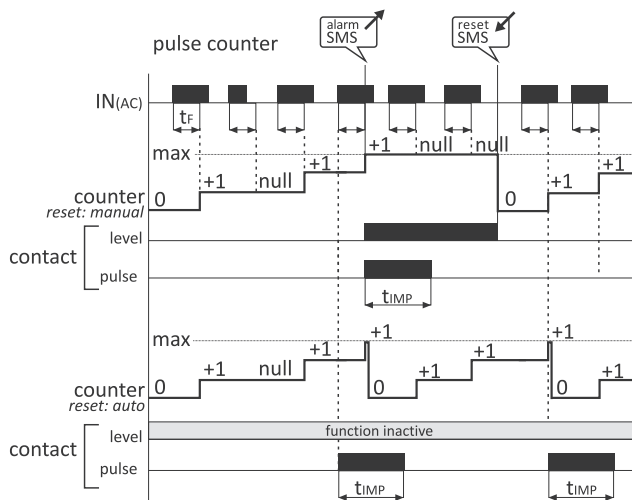 pulse counter
alarm
SMS
reset
SMS
IN(AC)
tF
max
+1
null
null
+1
+1
0
+1
null
0
+1
+1
counter
reset: manual
contact
level
pulse
tIMP
max
+1
+1
+1
null
+1
+1
+1
0
0
0
+1
counter
reset: auto
contact
level
function inactive
pulse
tIMP
tIMP